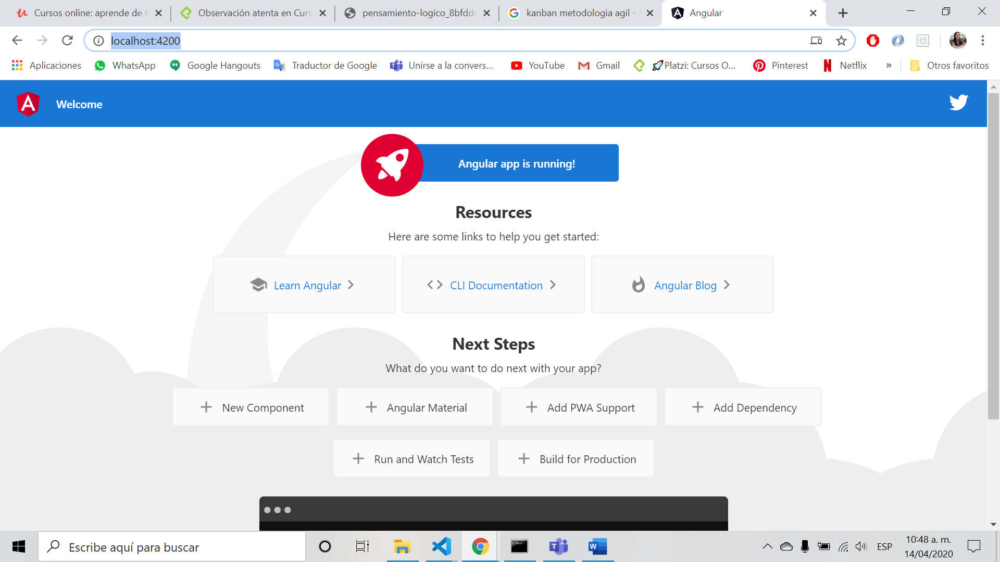 Cursos online: aprende de t
Observación atenta en Curs
pensamiento-logico_8bfdde
kanban metodologia agil -
Angular
localhost:4200
Aplicaciones
WhatsApp
Google Hangouts
Traductor de Google
Unirse a la convers...
YouTube
Gmail
Platzi: Cursos O...
Pinterest
Netflix
»
Otros favoritos
Welcome
Angular app is running!
Resources
Here are some links to help you get started:
Learn Angular
CLI Documentation
Angular Blog
Next Steps
What do you want to do next with your app?
New Component
Angular Material
Add PWA Support
Add Dependency
Run and Watch Tests
Build for Production
Escribe aquí para buscar
ESP
10:48 a. m.
14/04/2020